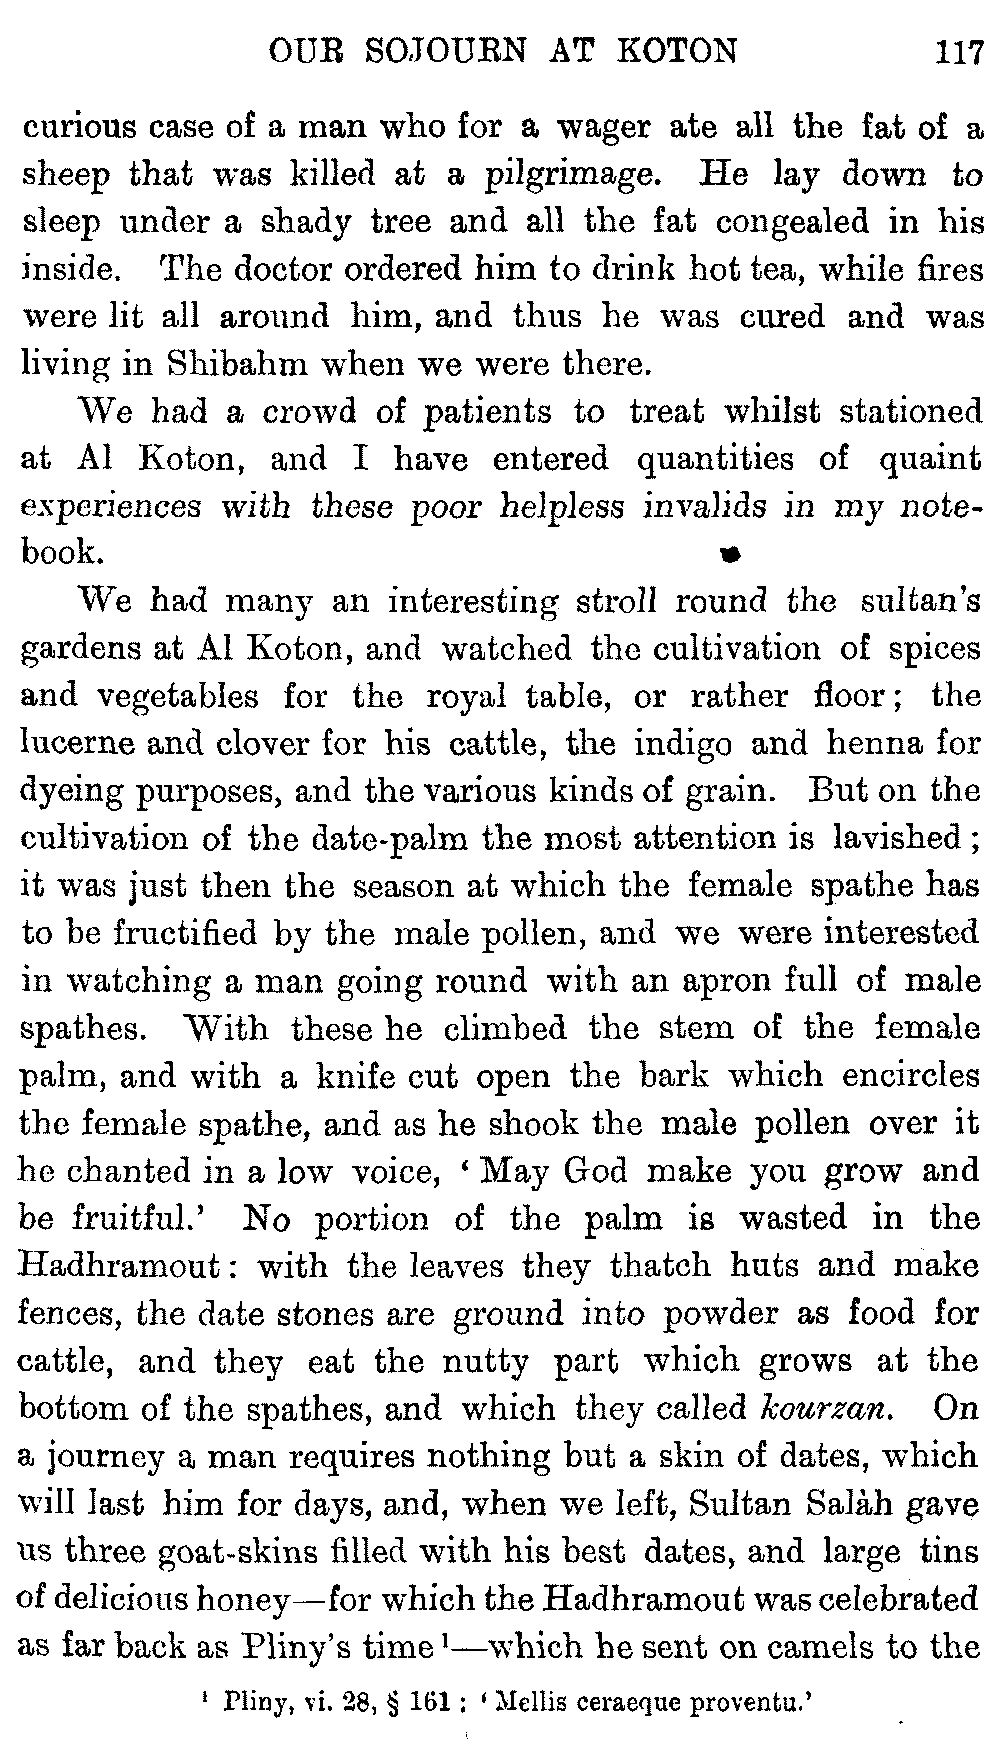 OUR SOJOURN AT KOTON 117
curious case of a man who for a wager ate all the fat of a
sheep that was killed at a pilgrimage. He lay down to
sleep under a shady tree and all the fat congealed in his
inside. The doctor ordered him to drink hot tea, while fires
were lit all around him, and thus he was cured and was
living in Shibahm when we were there.
We had a crowd of patients to treat whilst stationed
at Al Koton, and I have entered quantities of quaint
experiences with these poor helpless invalids in my note-
book.
We had many an interesting stroll round the sultan's
gardens at Al Koton, and watched the cultivation of spices
and vegetables for the royal table, or rather floor; the
lucerne and clover for his cattle, the indigo and henna for
dyeing purposes, and the various kinds of grain. But on the
cultivation of the date-palm the most attention is lavished;
it was just then the season at which the female spathe has
to be fructified by the male pollen, and we were interested
in watching a man going round with an apron full of male
spathes. With these he climbed the stem of the female
palm, and with a knife cut open the bark which encircles
the female spathe, and as he shook the male pollen over it
he chanted in a low voice, ‘May God make you grow and
be fruitful.’ No portion of the palm is wasted in the
Hadhramout: with the leaves they thatch huts and make
fences, the date stones are ground into powder as food for
cattle, and they eat the nutty part which grows at the
bottom of the spathes, and which they called kourzan. On
a journey a man requires nothing but a skin of dates, which
will last him for days, and, when we left, Sultan Salàh gave
us three goat-skins filled with his best dates, and large tins
of delicious honey—for which the Hadhramout was celebrated
as far back as Pliny's time ¹—which he sent on camels to the
¹ Pliny, vi. 28, § 161: ‘Mellis ceraeque proventu.’